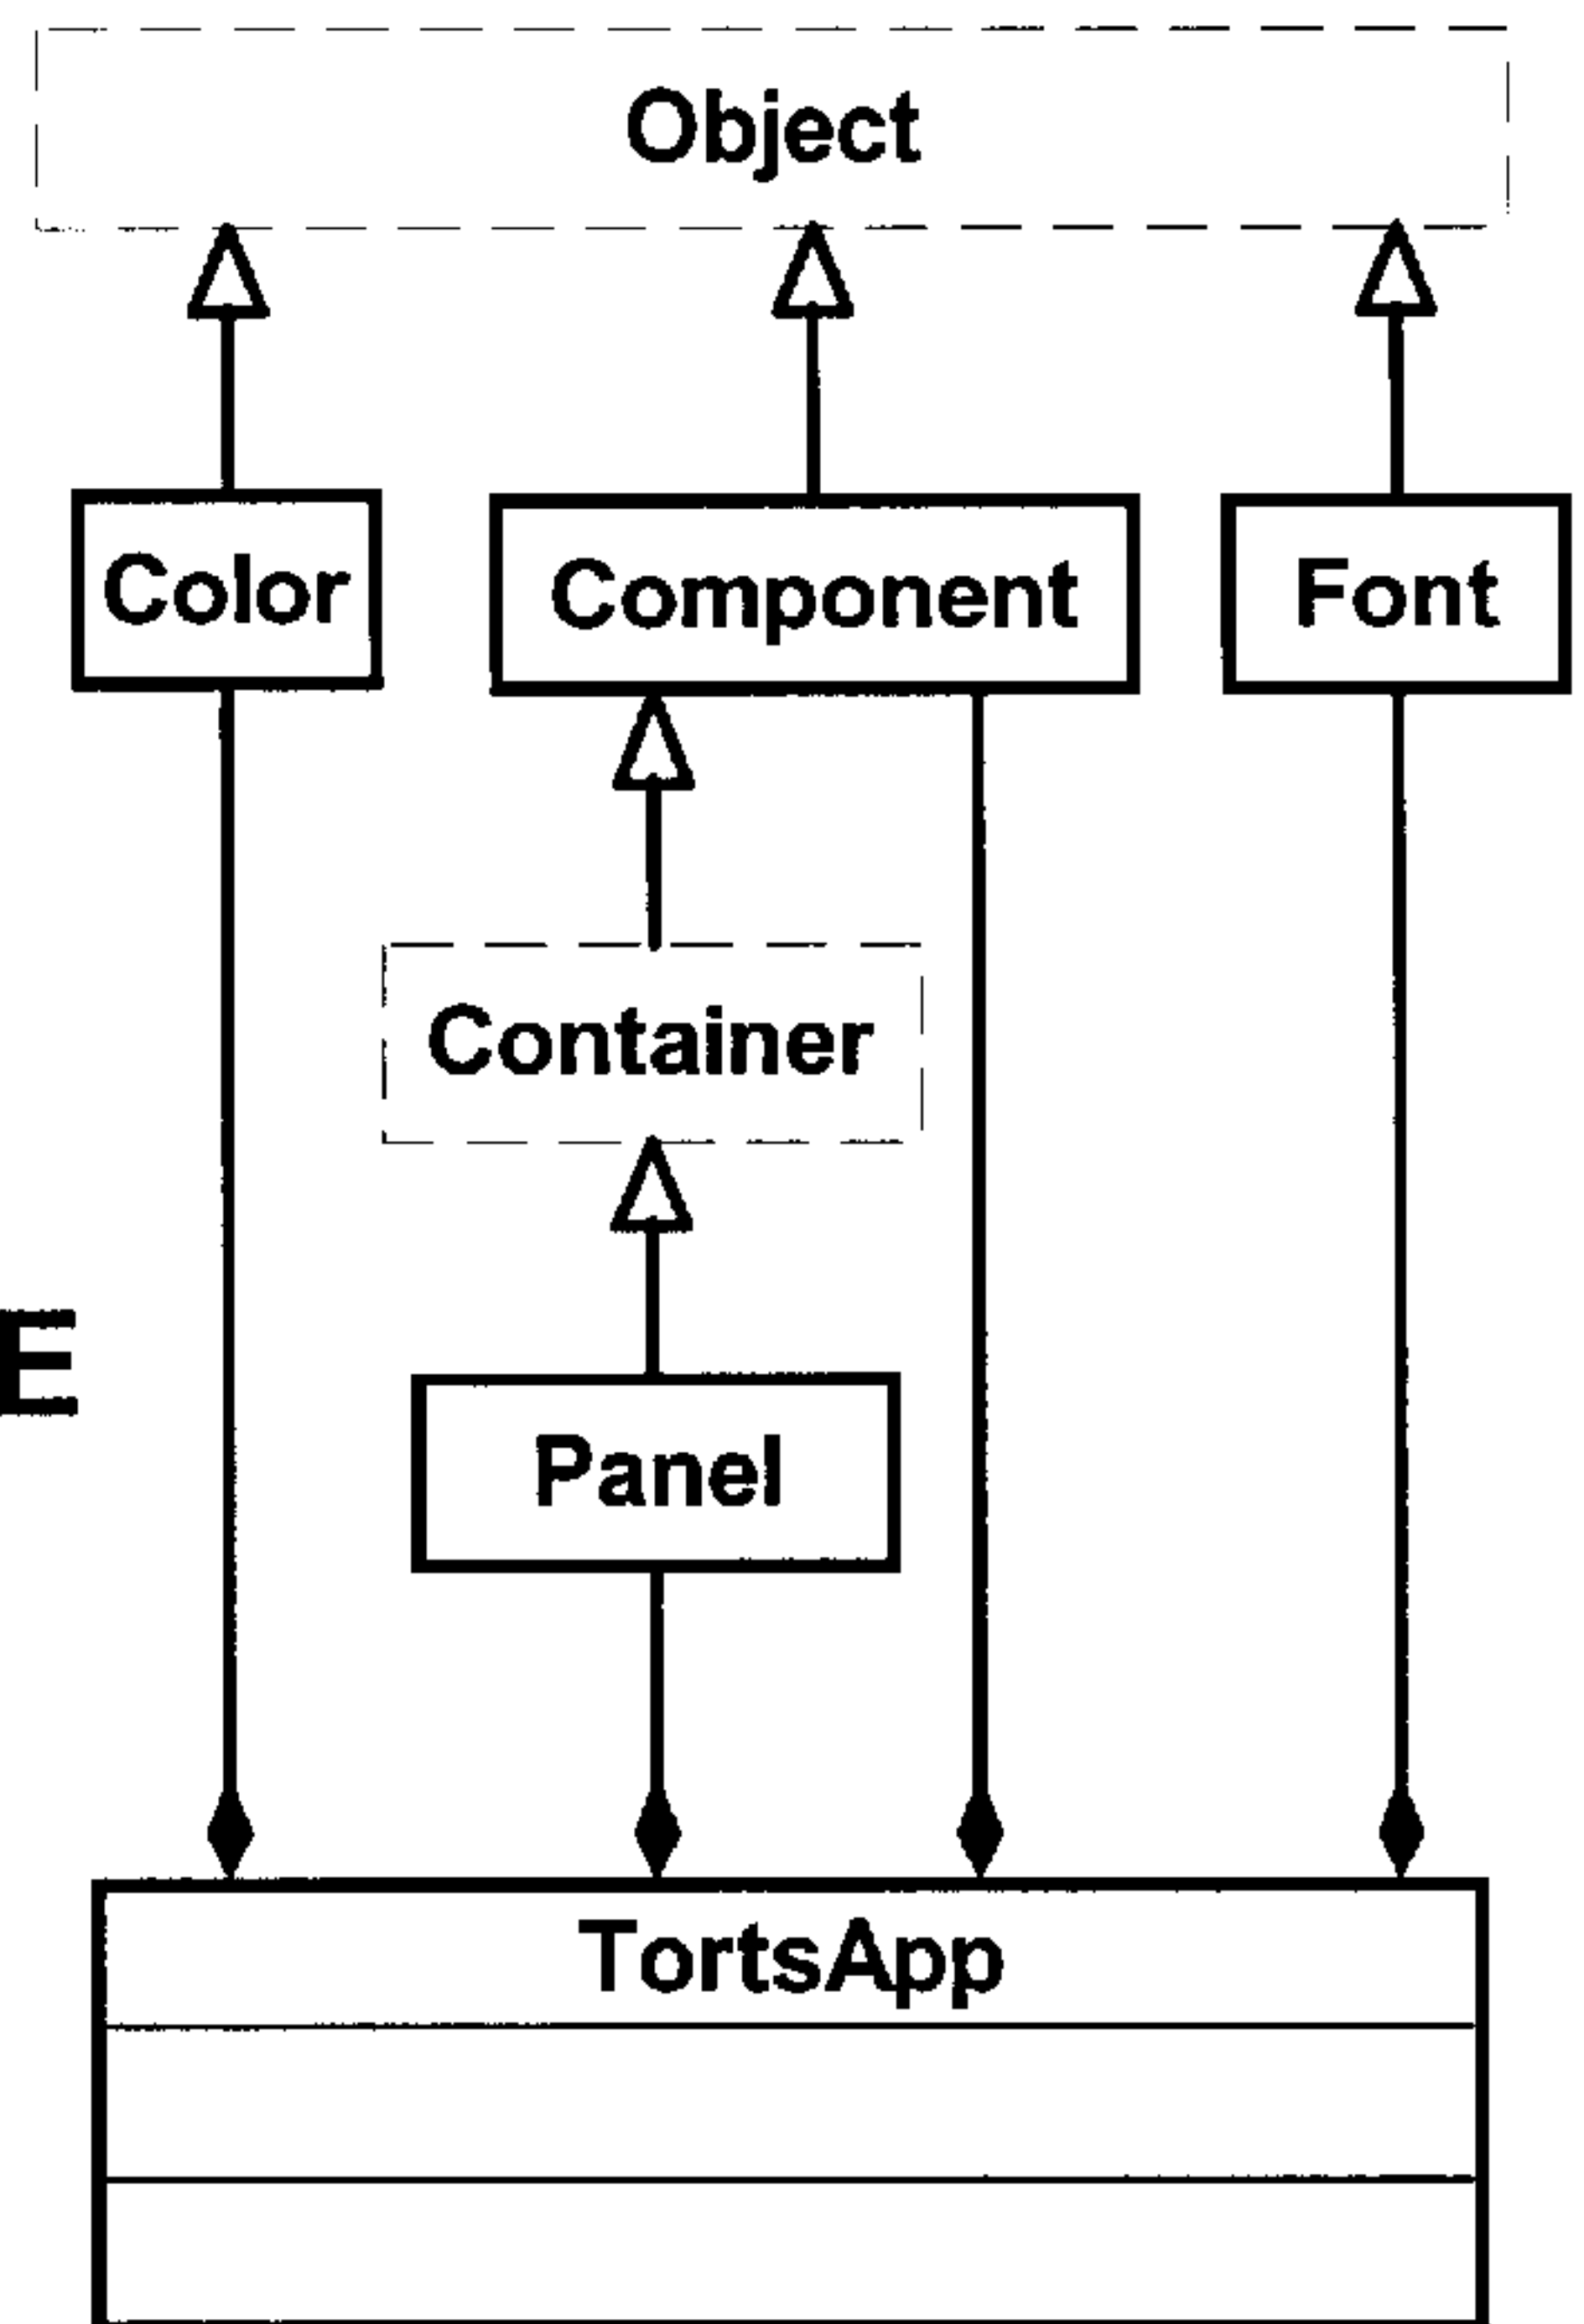 Object
Color
Component
Font
Container
E
Panel
TortsApp